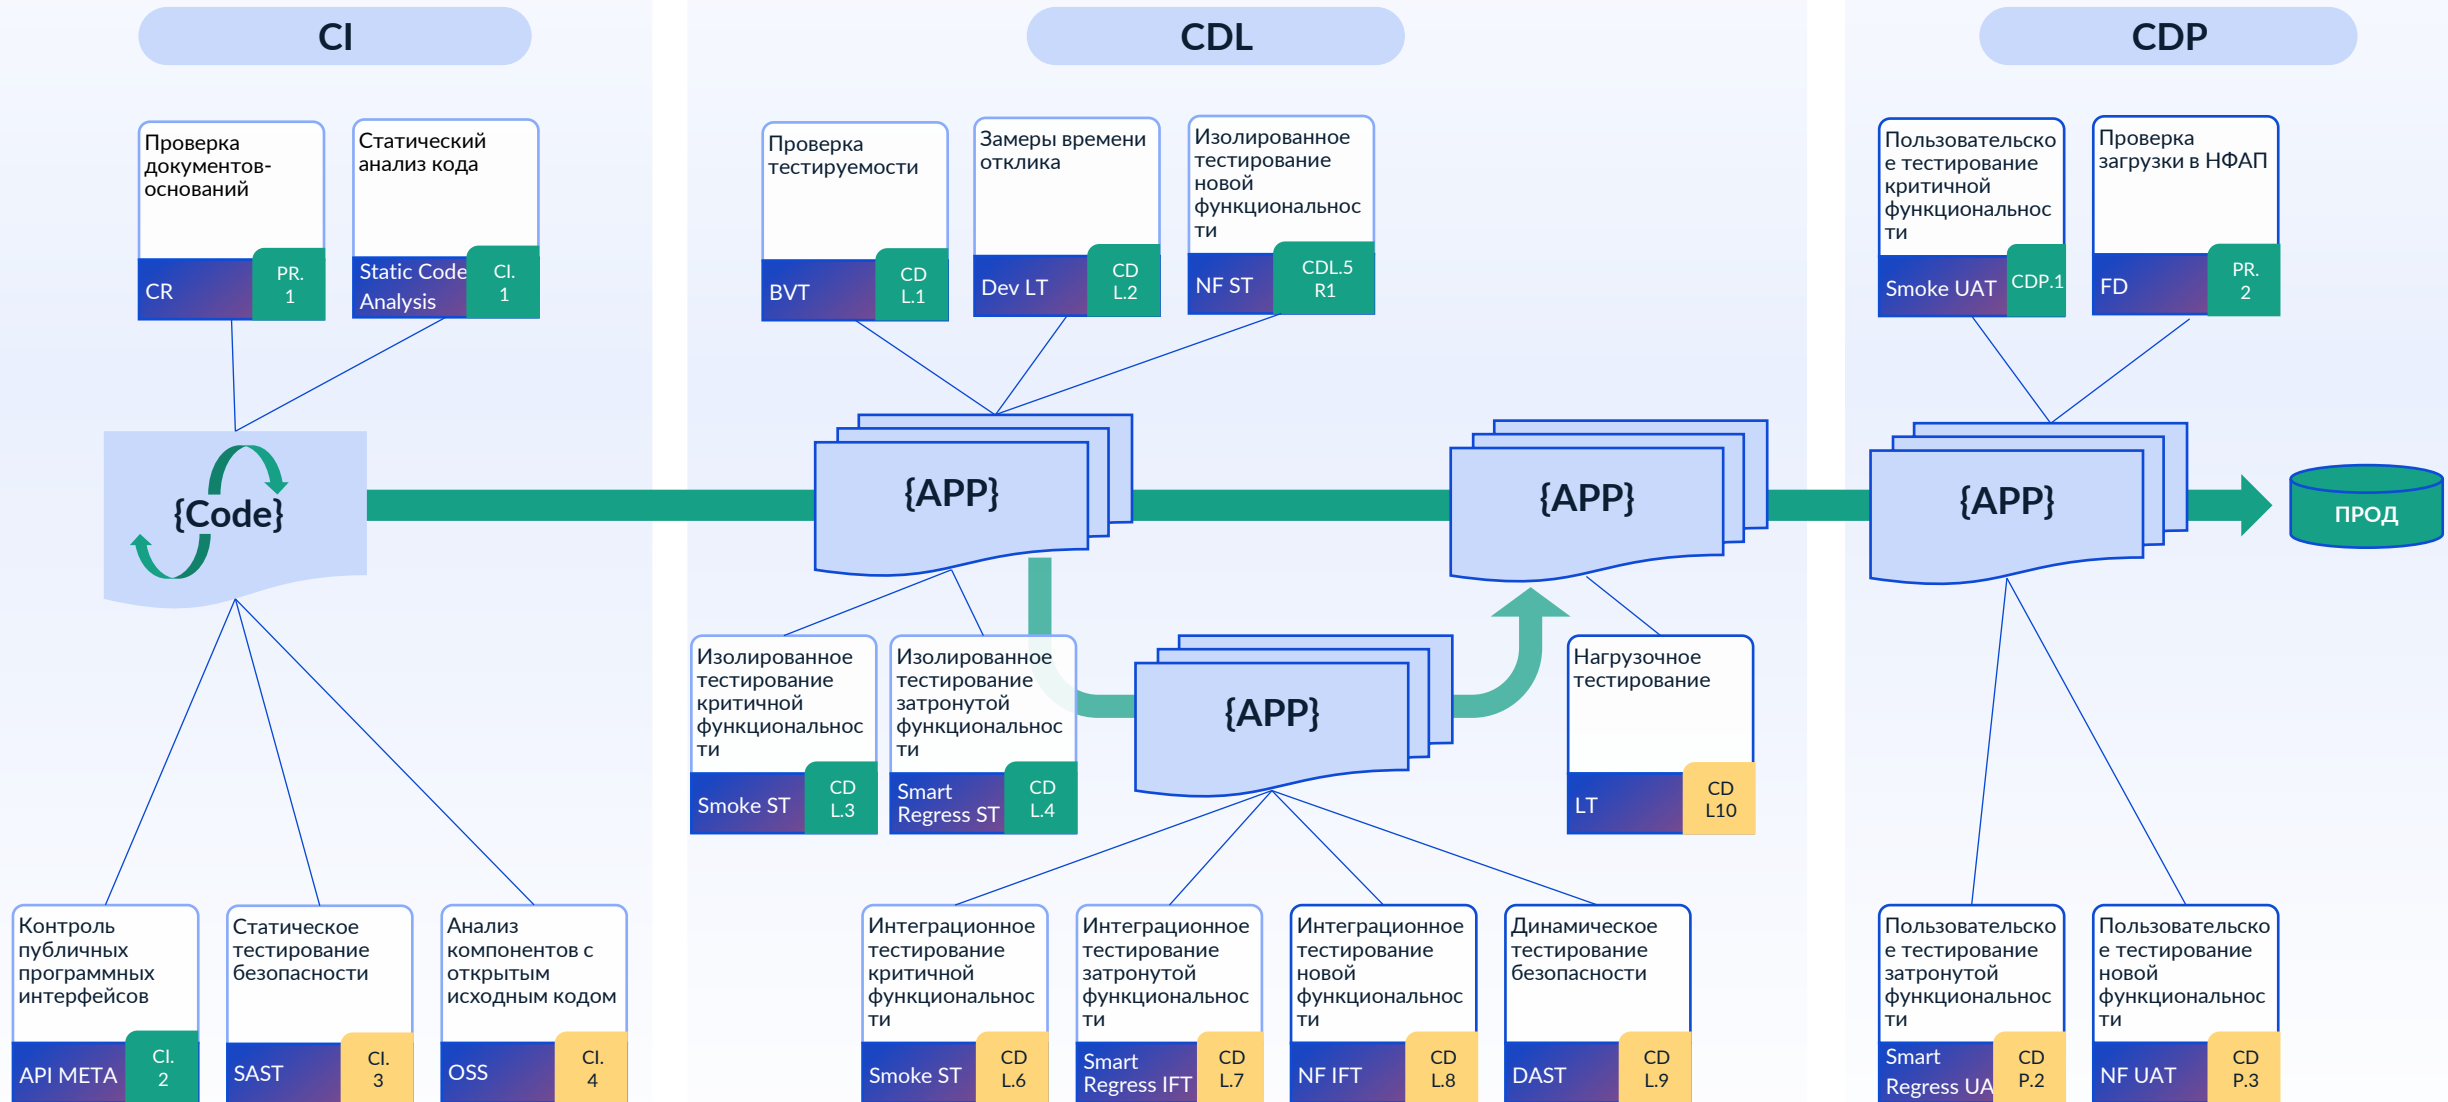 CI
CDL
CDP
Проверка
документов-
оснований
CR
PR.
1
Статический
анализ кода
Static Code
Analysis
CI.
1
Проверка
тестируемости
BVT
CD
L.1
Замеры времени
отклика
Dev LT
CD
L.2
Изолированное
тестирование
новой
функциональнос
ти
NF ST
CDL.5
R1
Пользовательско
е тестирование
критичной
функциональнос
ти
Smoke UAT
CDP.1
Проверка
загрузки в НФАП
FD
PR.
2
{Code}
{APP}
{APP}
{APP}
ПРОД
{APP}
Изолированное
тестирование
критичной
функциональнос
ти
Smoke ST
CD
L.3
Изолированное
тестирование
затронутой
функциональнос
ти
Smart
Regress ST
CD
L.4
Нагрузочное
тестирование
LT
CD
L10
Контроль
публичных
программных
интерфейсов
API META
CI.
2
Статическое
тестирование
безопасности
SAST
CI.
3
Анализ
компонентов с
открытым
исходным кодом
OSS
CI.
4
Интеграционное
тестирование
критичной
функциональнос
ти
Smoke ST
CD
L.6
Интеграционное
тестирование
затронутой
функциональнос
ти
Smart
Regress IFT
CD
L.7
Интеграционное
тестирование
новой
функциональнос
ти
NF IFT
CD
L.8
Динамическое
тестирование
безопасности
DAST
CD
L.9
Пользовательско
е тестирование
затронутой
функциональнос
ти
Smart
Regress UA
CD
P.2
Пользовательско
е тестирование
новой
функциональнос
ти
NF UAT
CD
P.3